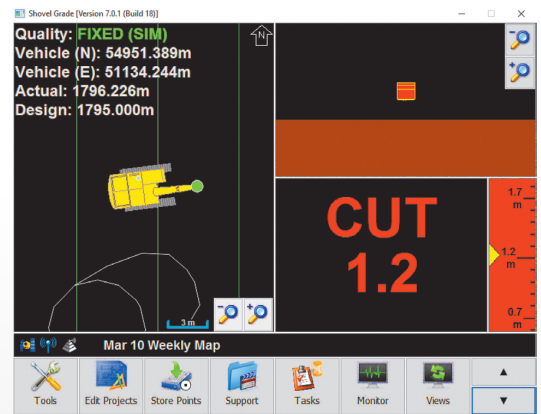 Shovel Grade [Version 7.0.1 (Build 18)]
Quality: FIXED (SIM)
Vehicle (N): 54951.389m
Vehicle (E): 51134.244m
Actual: 1796.226m
Design: 1795.000m
N
3 m
CUT
1.2
1.7
m
1.2
m
0.7
m
Mar 10 Weekly Map
Tools
Edit Projects
Store Points
Support
Tasks
Monitor
Views